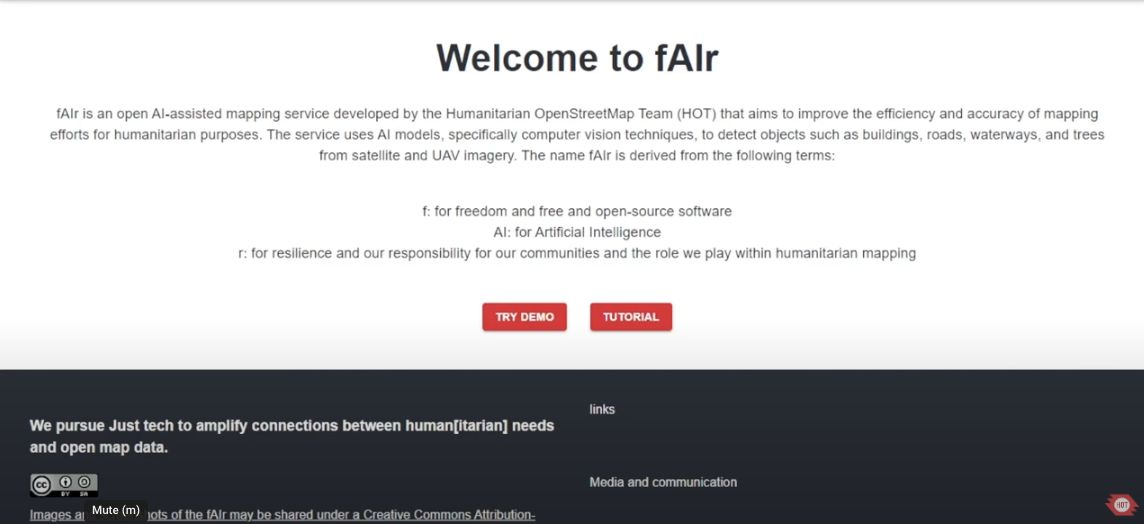 Welcome to fAIr
fAIr is an open AI-assisted mapping service developed by the Humanitarian OpenStreetMap Team (HOT) that aims to improve the efficiency and accuracy of mapping
efforts for humanitarian purposes. The service uses AI models, specifically computer vision techniques, to detect objects such as buildings, roads, waterways, and trees
from satellite and UAV imagery. The name fAIr is derived from the following terms:
f: for freedom and free and open-source software
AI: for Artificial Intelligence
r: for resilience and our responsibility for our communities and the role we play within humanitarian mapping
TRY DEMO TUTORIAL
links
We pursue Just tech to amplify connections between human[itarian] needs
and open map data.
Media and communication
cc
BY SA
Mute (m)
Images of the fAIr may be shared under a Creative Commons Attribution-
HOT